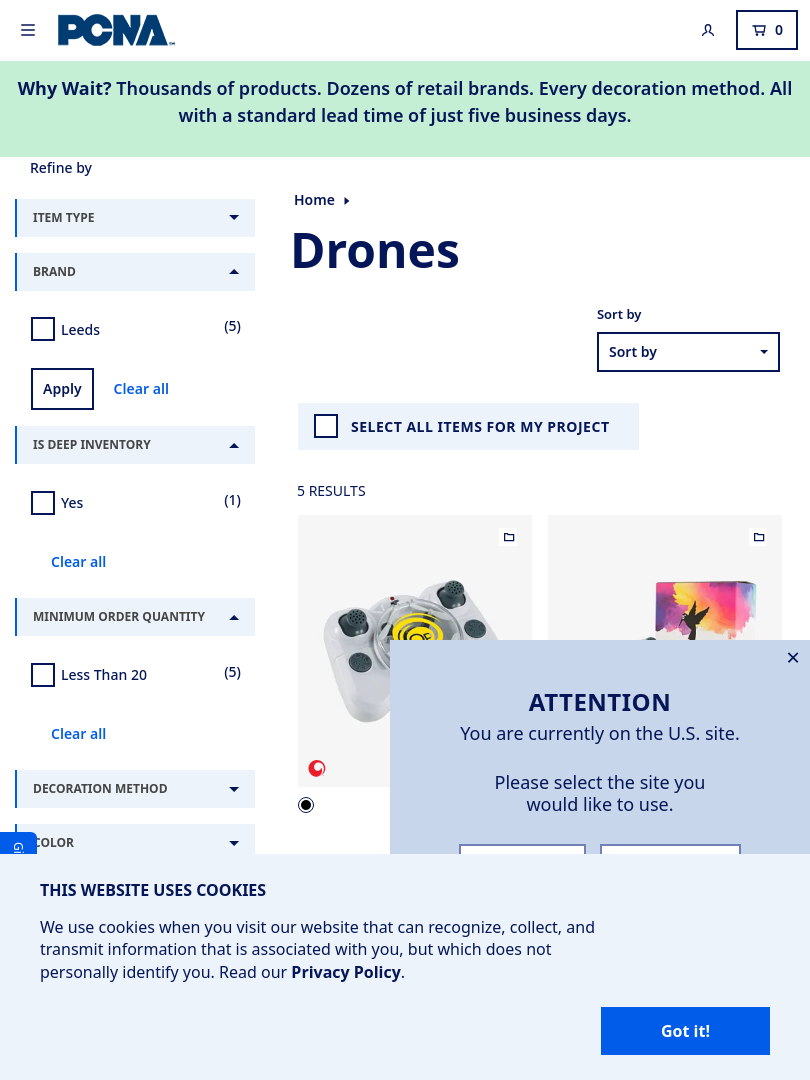 PCNA
0
Why Wait? Thousands of products. Dozens of retail brands. Every decoration method. All
with a standard lead time of just five business days.
Refine by
ITEM TYPE
BRAND
Leeds
(5)
Apply
Clear all
IS DEEP INVENTORY
Yes
(1)
Clear all
MINIMUM ORDER QUANTITY
Less Than 20
(5)
Clear all
DECORATION METHOD
COLOR
Home
Drones
Sort by
Sort by
SELECT ALL ITEMS FOR MY PROJECT
5 RESULTS
ATTENTION
You are currently on the U.S. site.
Please select the site you
would like to use.
THIS WEBSITE USES COOKIES
We use cookies when you visit our website that can recognize, collect, and
transmit information that is associated with you, but which does not
personally identify you. Read our Privacy Policy.
Got it!